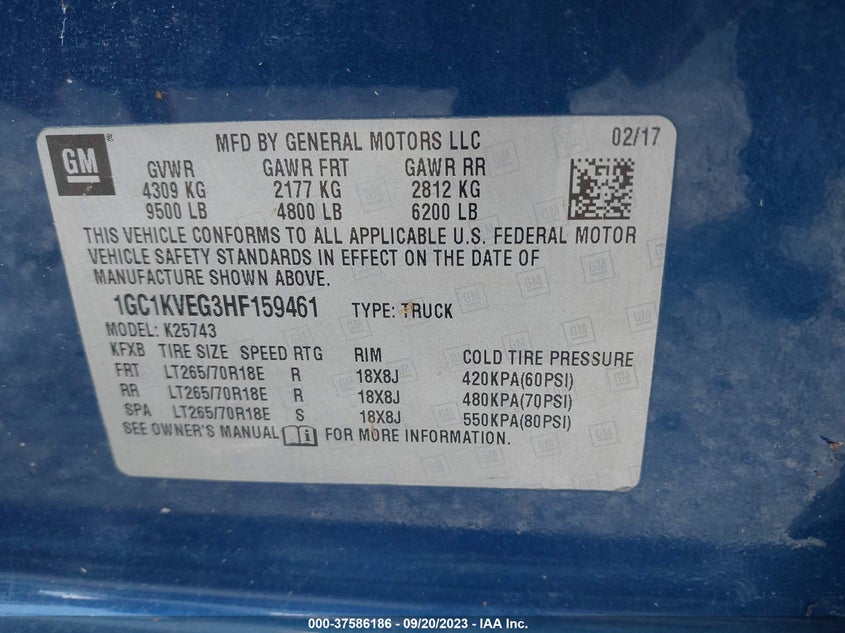 GM
MFD BY GENERAL MOTORS LLC 02/17
GVWR GAWR FRT GAWR RR
4309 KG 2177 KG 2812 KG
9500 LB 4800 LB 6200 LB
THIS VEHICLE CONFORMS TO ALL APPLICABLE U.S. FEDERAL MOTOR
VEHICLE SAFETY STANDARDS IN EFFECT ON THE DATE OF
MANUFACTURE SHOWN ABOVE.
1GC1KVEG3HF159461 TYPE: TRUCK
MODEL: K25743
KFXB TIRE SIZE SPEED RTG RIM COLD TIRE PRESSURE
FRT LT265/70R18E R 18X8J 420KPA(60PSI)
RR LT265/70R18E R 18X8J 480KPA(70PSI)
SPA LT265/70R18E S 18X8J 550KPA(80PSI)
SEE OWNER'S MANUAL FOR MORE INFORMATION.
000-37586186 - 09/20/2023 - IAA Inc.